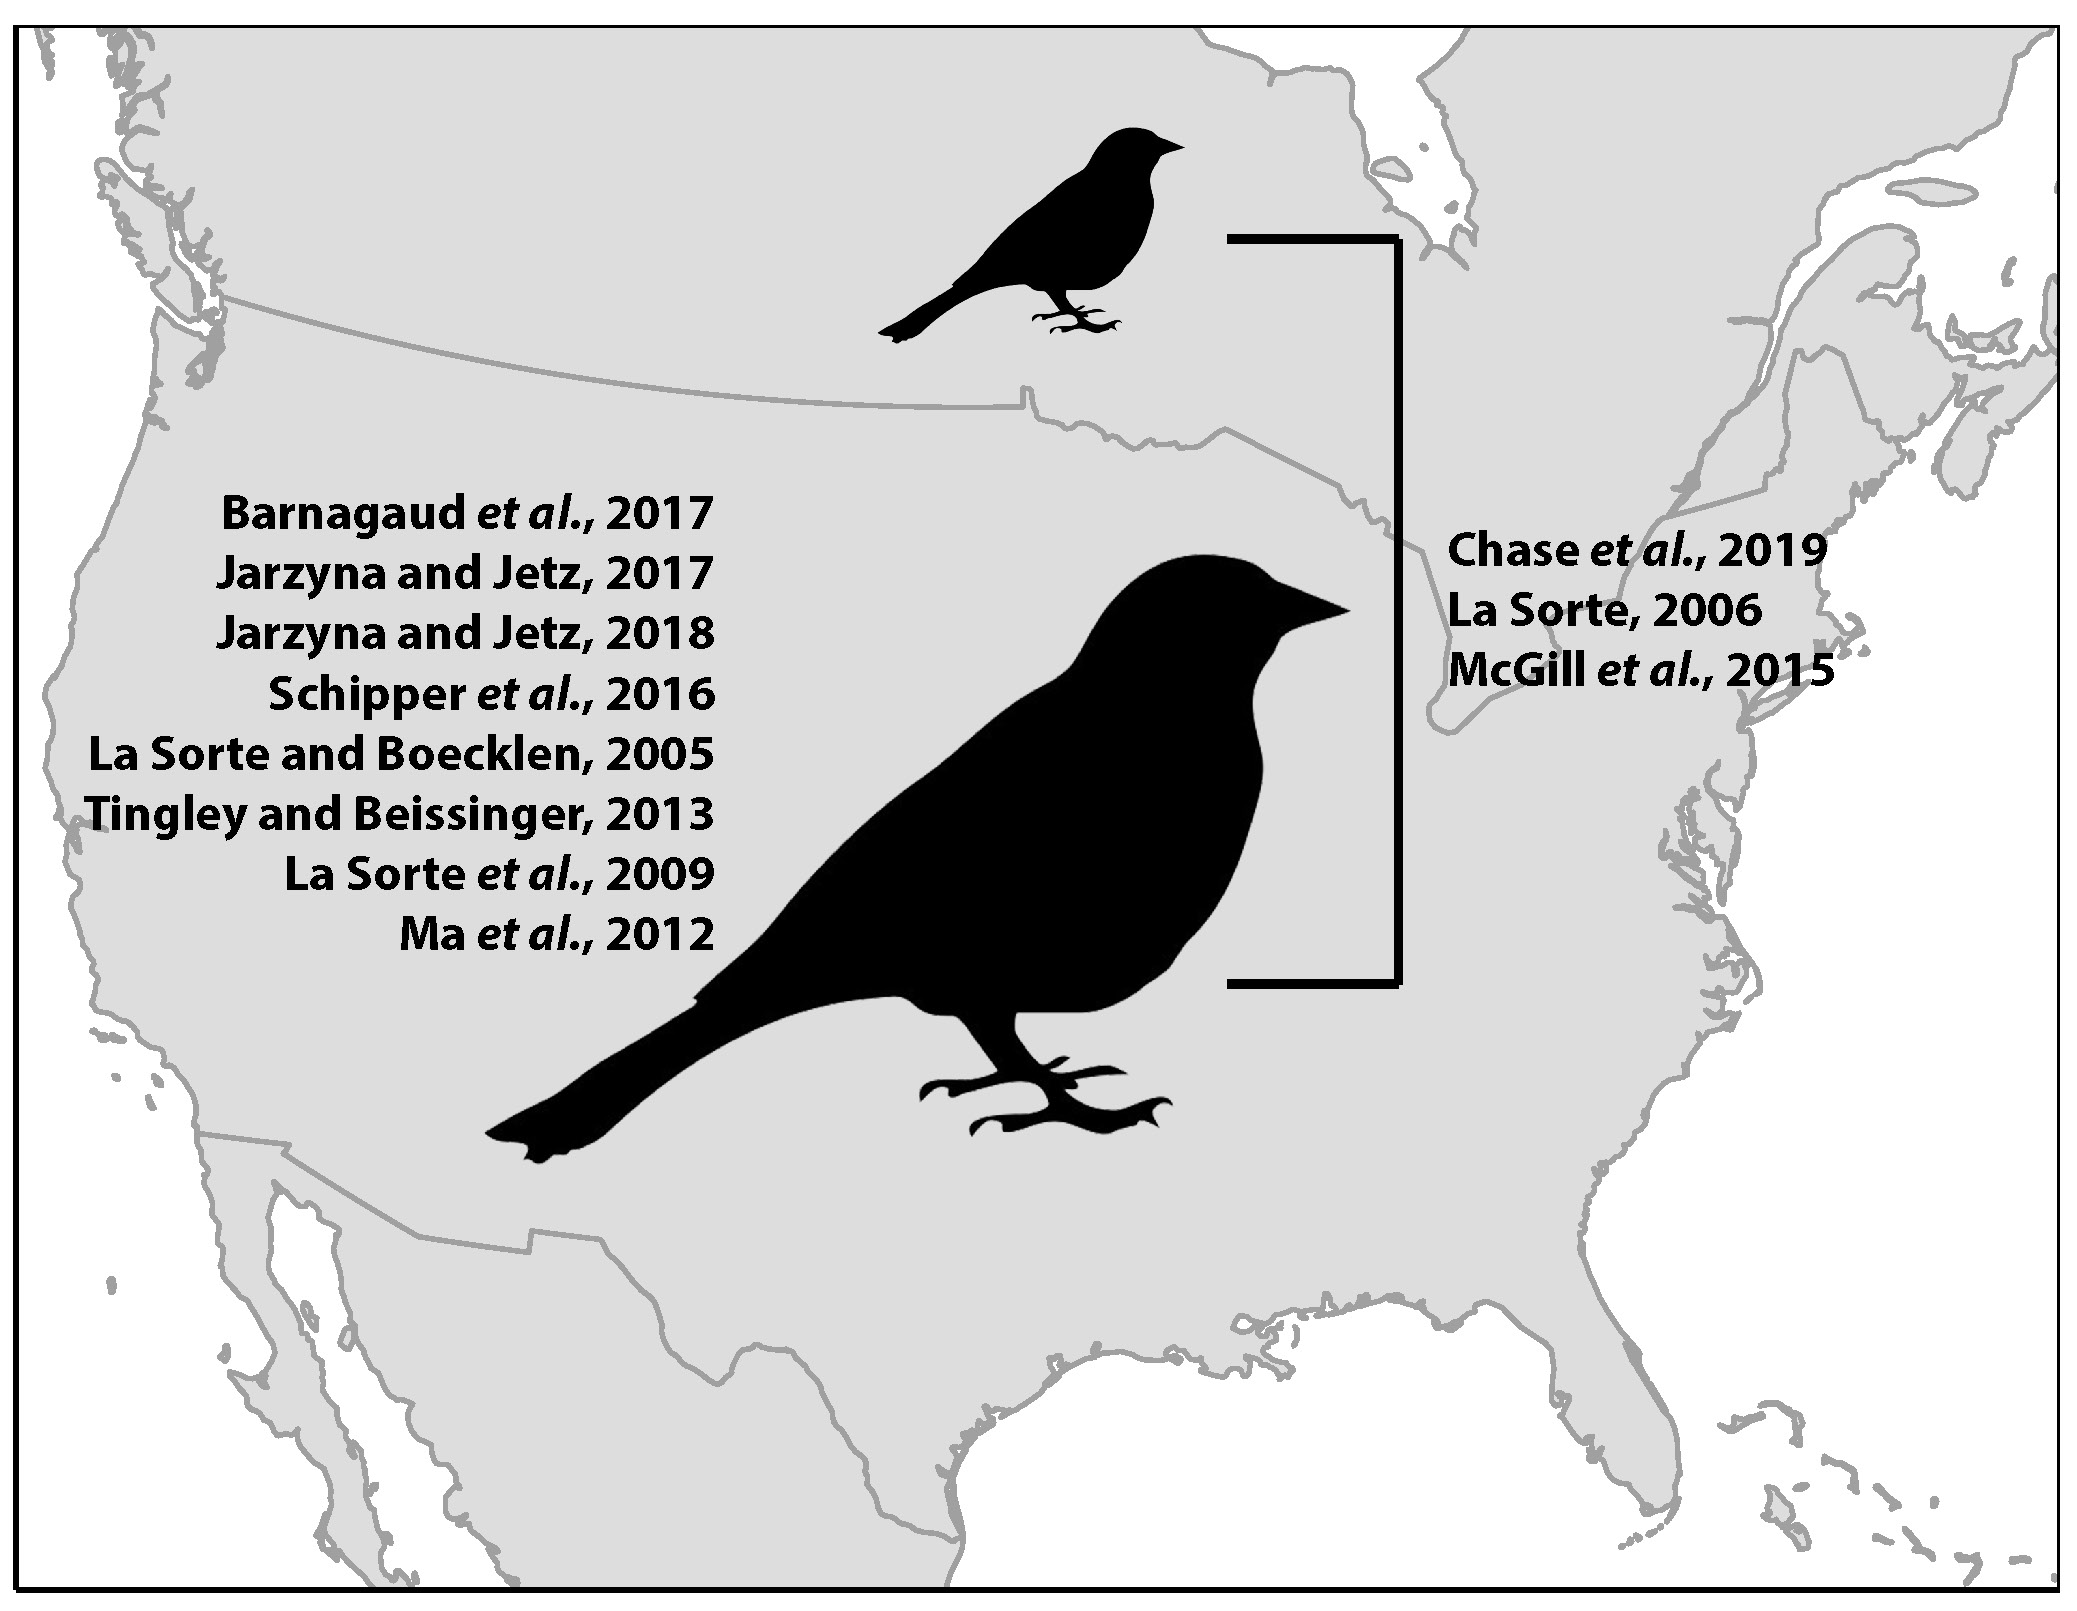 Barnagaud et al., 2017
Jarzyna and Jetz, 2017
Jarzyna and Jetz, 2018
Schipper et al., 2016
La Sorte and Boecklen, 2005
Tingley and Beissinger, 2013
La Sorte et al., 2009
Ma et al., 2012
Chase et al., 2019
La Sorte, 2006
McGill et al., 2015